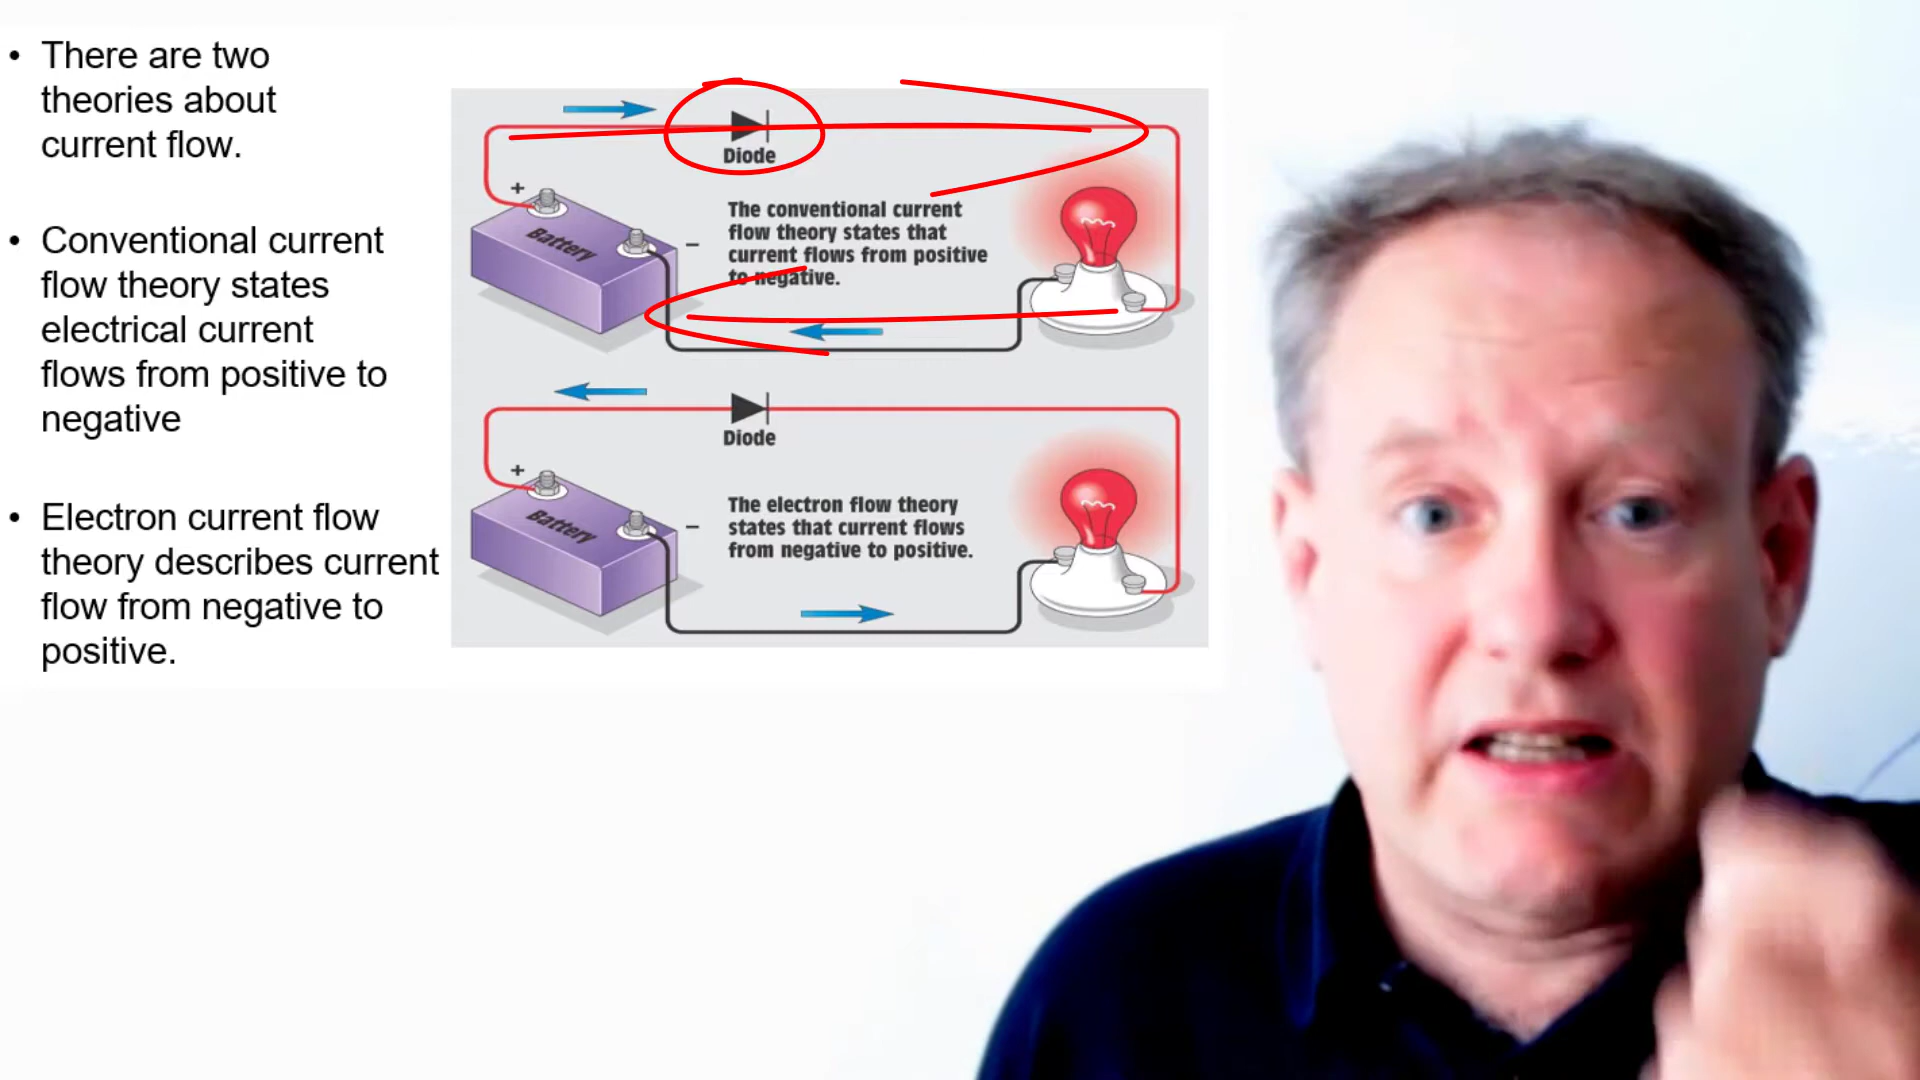 • There are two
theories about
current flow.
• Conventional current
flow theory states
electrical current
flows from positive to
negative
• Electron current flow
theory describes current
flow from negative to
positive.
Diode
+
Battery
−
The conventional current
flow theory states that
current flows from positive
to negative.
Diode
+
Battery
−
The electron flow theory
states that current flows
from negative to positive.